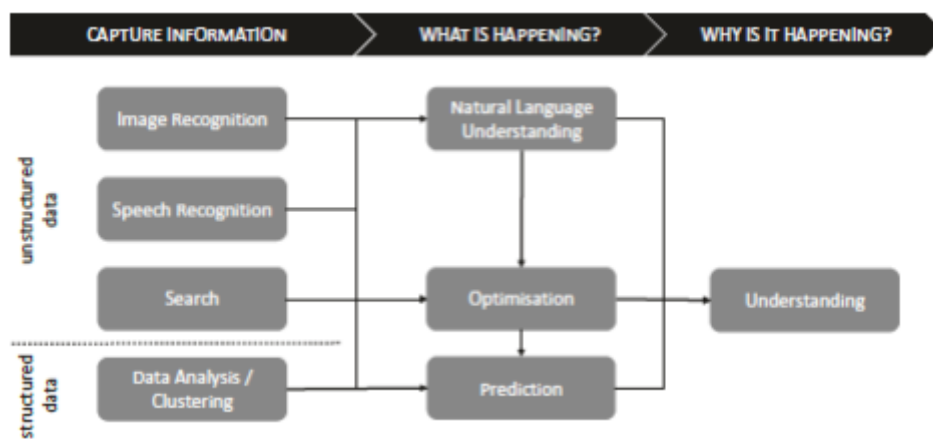 CAPTURE INFORMATION
WHAT IS HAPPENING?
WHY IS IT HAPPENING?
unstructured
data
Image Recognition
Natural Language
Understanding
Speech Recognition
Search
Optimisation
Understanding
structured
data
Data Analysis /
Clustering
Prediction